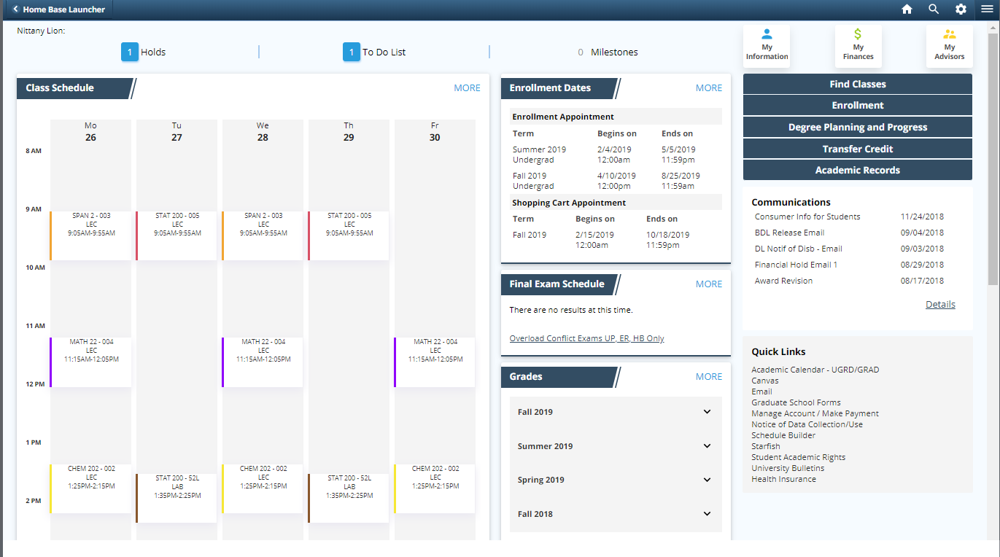 Home Base Launcher
Nittany Lion:
1 Holds
1 To Do List
0 Milestones
My Information
My Finances
My Advisors
Class Schedule
MORE
Mo 26
Tu 27
We 28
Th 29
Fr 30
8 AM
9 AM
SPAN 2 - 003
LEC
9:05AM-9:55AM
STAT 200 - 005
LEC
9:05AM-9:55AM
SPAN 2 - 003
LEC
9:05AM-9:55AM
STAT 200 - 005
LEC
9:05AM-9:55AM
10 AM
11 AM
MATH 22 - 004
LEC
11:15AM-12:05PM
MATH 22 - 004
LEC
11:15AM-12:05PM
MATH 22 - 004
LEC
11:15AM-12:05PM
12 PM
1 PM
CHEM 202 - 002
LEC
1:25PM-2:15PM
STAT 200 - 52L
LAB
1:35PM-2:25PM
CHEM 202 - 002
LEC
1:25PM-2:15PM
STAT 200 - 52L
LAB
1:35PM-2:25PM
CHEM 202 - 002
LEC
1:25PM-2:15PM
2 PM
Enrollment Dates
MORE
Enrollment Appointment
Term Begins on Ends on
Summer 2019 2/4/2019 5/5/2019
Undergrad 12:00am 11:59pm
Fall 2019 4/10/2019 8/25/2019
Undergrad 12:00pm 11:59am
Shopping Cart Appointment
Term Begins on Ends on
Fall 2019 2/15/2019 10/18/2019
12:00am 11:59pm
Final Exam Schedule
MORE
There are no results at this time.
Overload Conflict Exams UP, ER, HB Only
Grades
MORE
Fall 2019
Summer 2019
Spring 2019
Fall 2018
Find Classes
Enrollment
Degree Planning and Progress
Transfer Credit
Academic Records
Communications
Consumer Info for Students 11/24/2018
BDL Release Email 09/04/2018
DL Notif of Disb - Email 09/03/2018
Financial Hold Email 1 08/29/2018
Award Revision 08/17/2018
Details
Quick Links
Academic Calendar - UGRD/GRAD
Canvas
Email
Graduate School Forms
Manage Account / Make Payment
Notice of Data Collection/Use
Schedule Builder
Starfish
Student Academic Rights
University Bulletins
Health Insurance